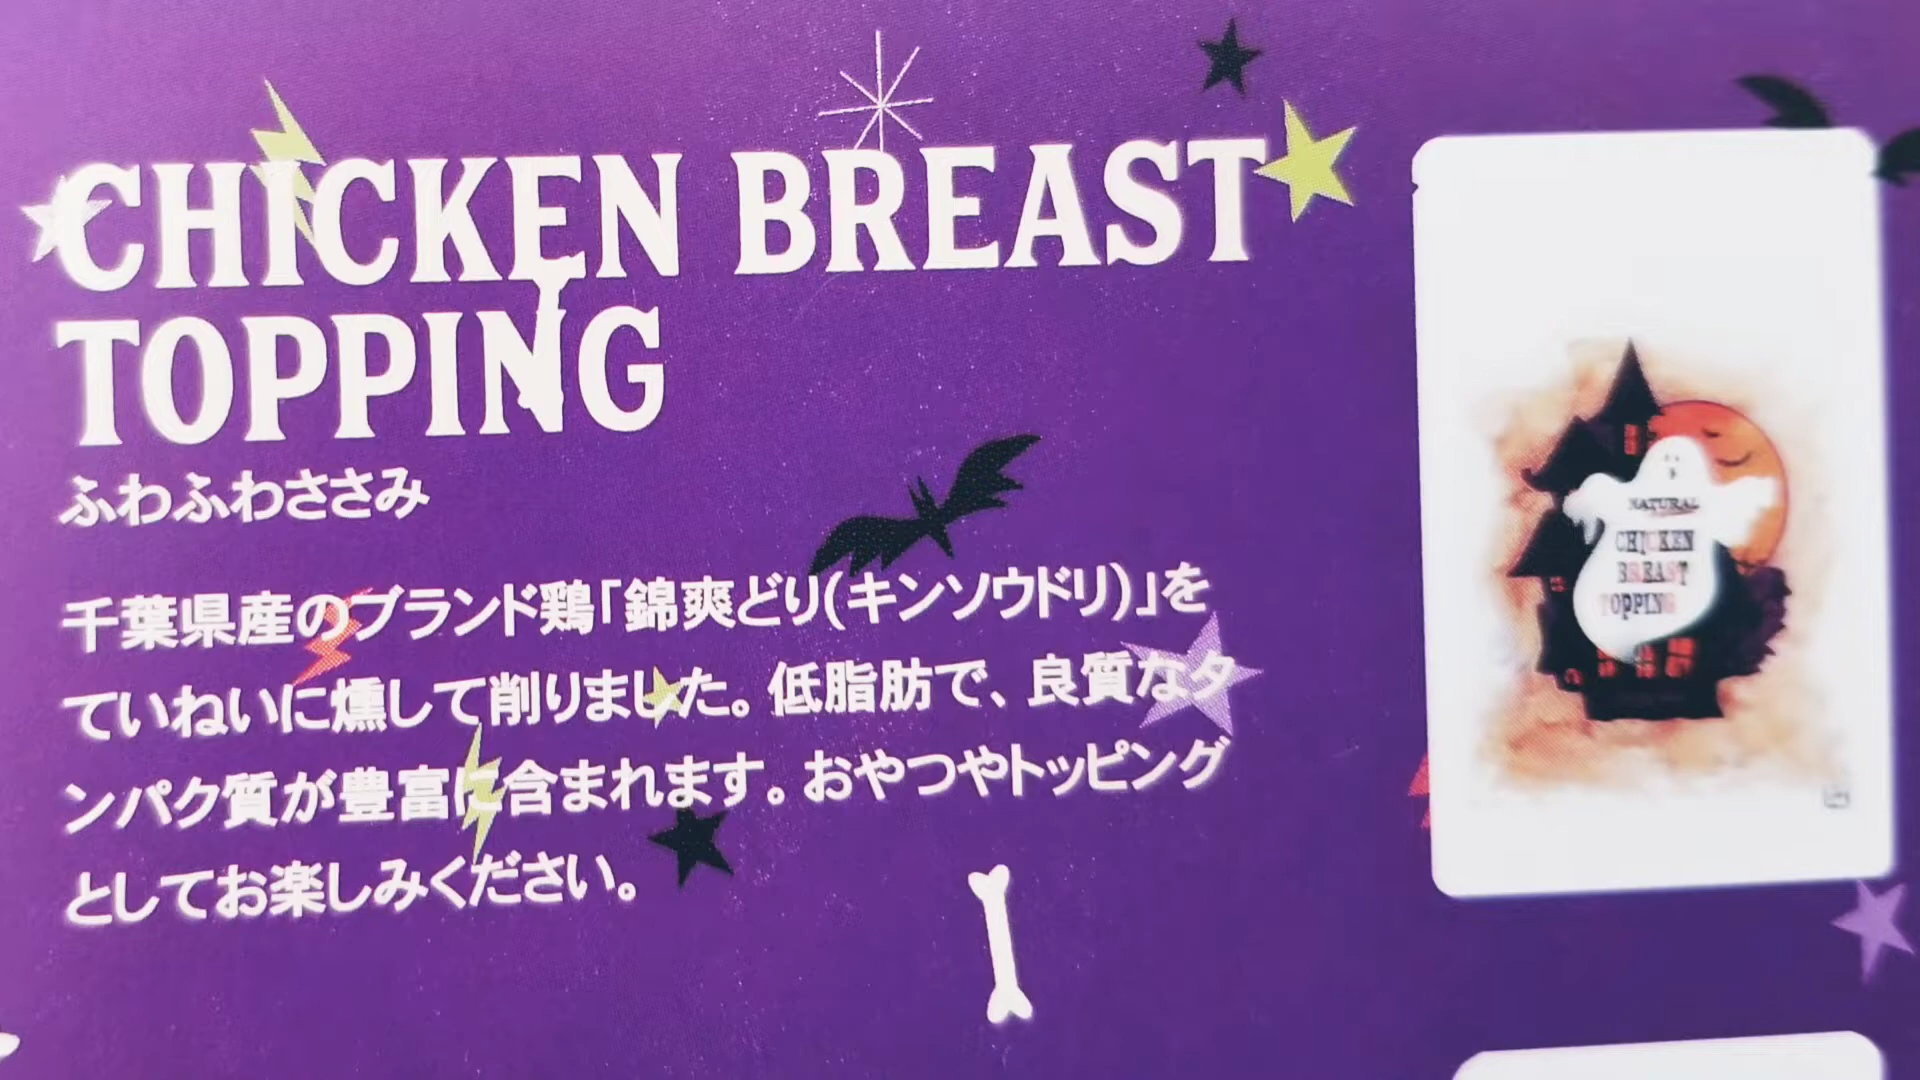 CHICKEN BREAST
TOPPING
ふわふわささみ
千葉県産のブランド鶏「錦爽どり(キンソウドリ)」を
ていねいに燻して削りました。低脂肪で、良質なタ
ンパク質が豊富に含まれます。おやつやトッピング
としてお楽しみください。
NATURAL
CHICKEN
BREAST
TOPPING